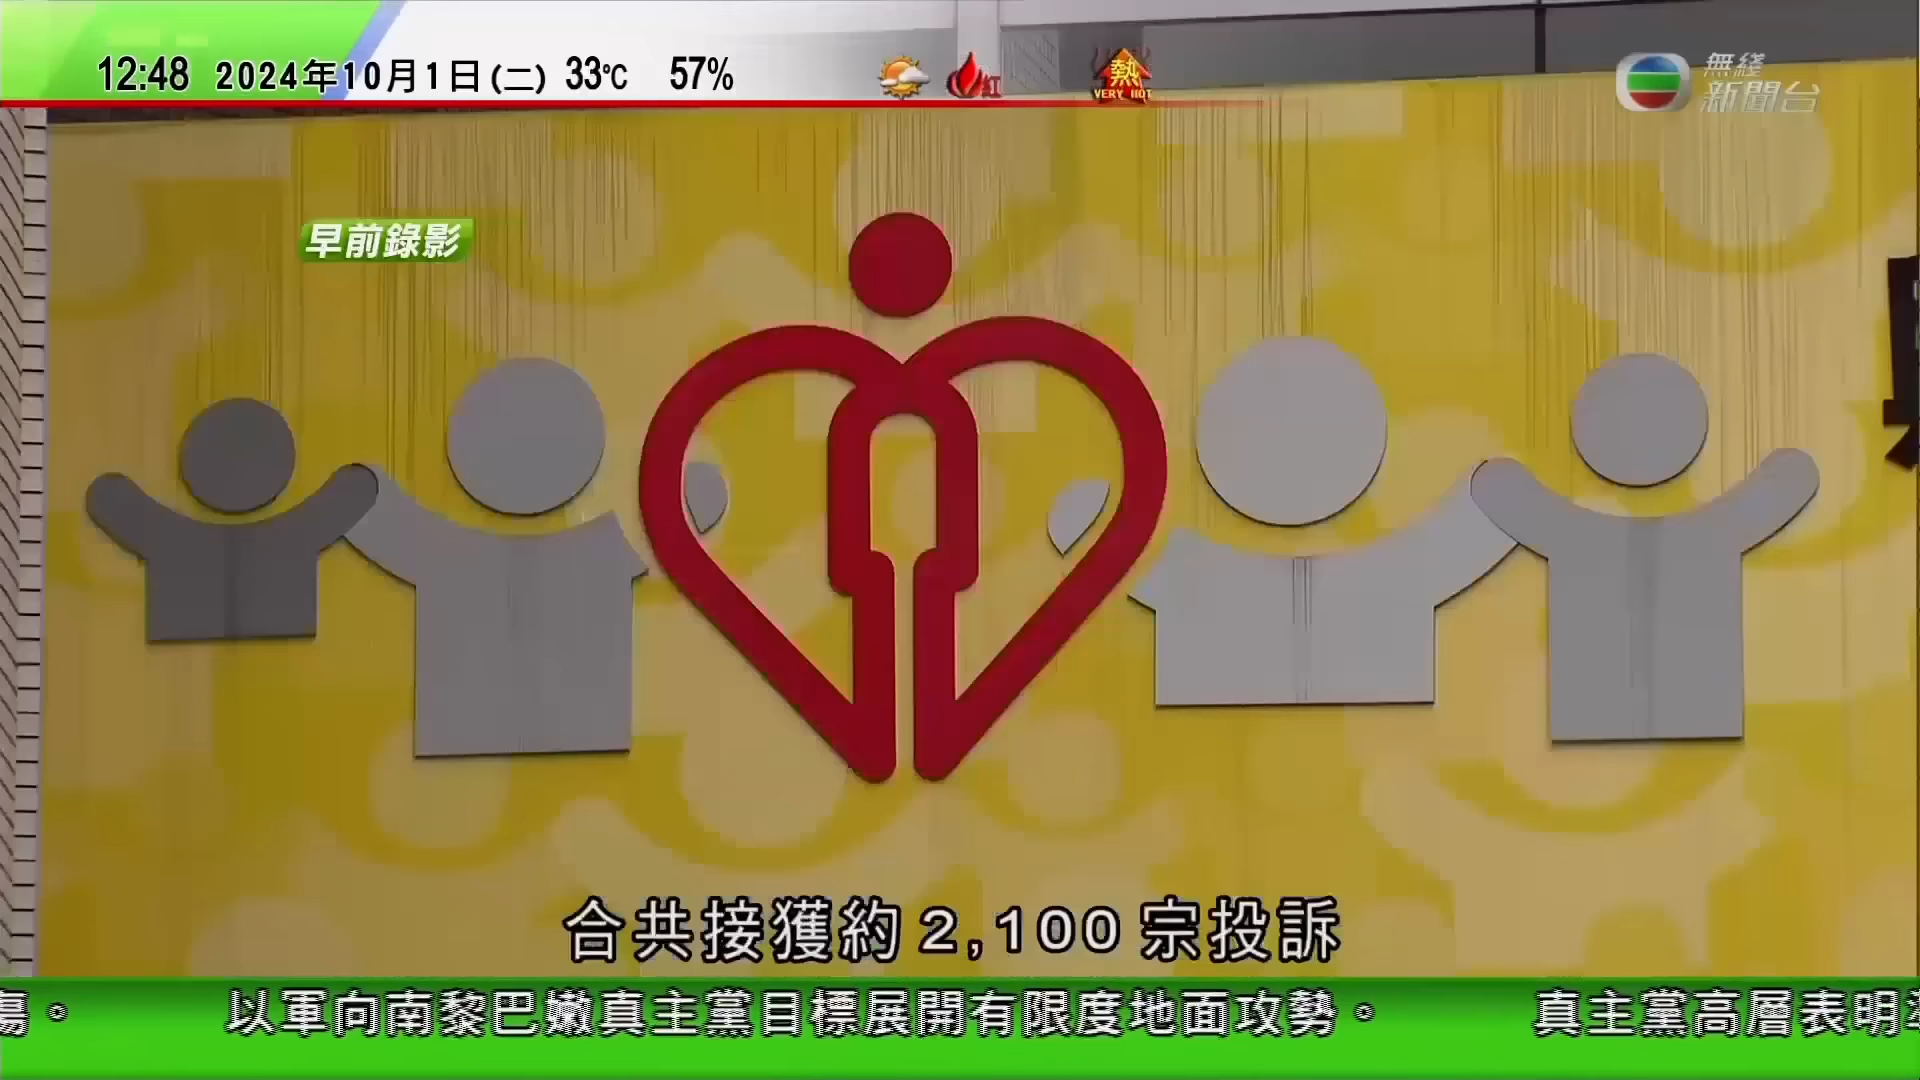 12:48 2024年10月1日(二) 33℃ 57%
紅
熱
VERY HOT
無綫
新聞台
早前錄影
合共接獲約2,100宗投訴
傷。 以軍向南黎巴嫩真主黨目標展開有限度地面攻勢。 真主黨高層表明